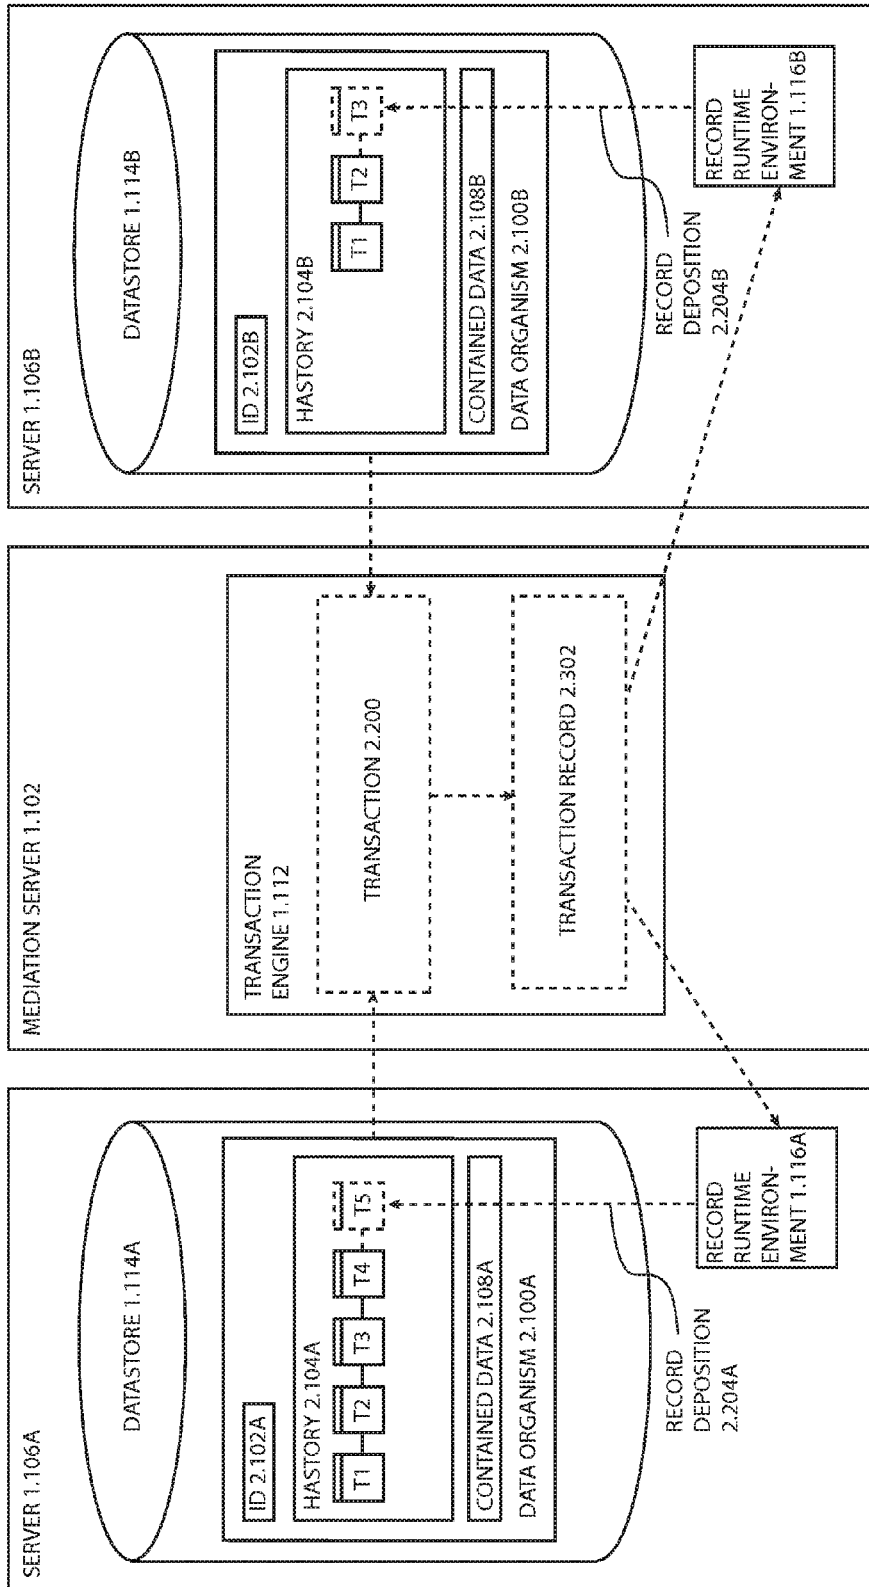 SERVER 1.106A
DATASTORE 1.114A
ID 2.102A
HASTORY 2.104A
T1
T2
T3
T4
T5
CONTAINED DATA 2.108A
DATA ORGANISM 2.100A
RECORD
DEPOSITION
2.204A
RECORD
RUNTIME
ENVIRON-
MENT 1.116A
MEDIATION SERVER 1.102
TRANSACTION
ENGINE 1.112
TRANSACTION 2.200
TRANSACTION RECORD 2.302
SERVER 1.106B
DATASTORE 1.114B
ID 2.102B
HASTORY 2.104B
T1
T2
T3
CONTAINED DATA 2.108B
DATA ORGANISM 2.100B
RECORD
DEPOSITION
2.204B
RECORD
RUNTIME
ENVIRON-
MENT 1.116B